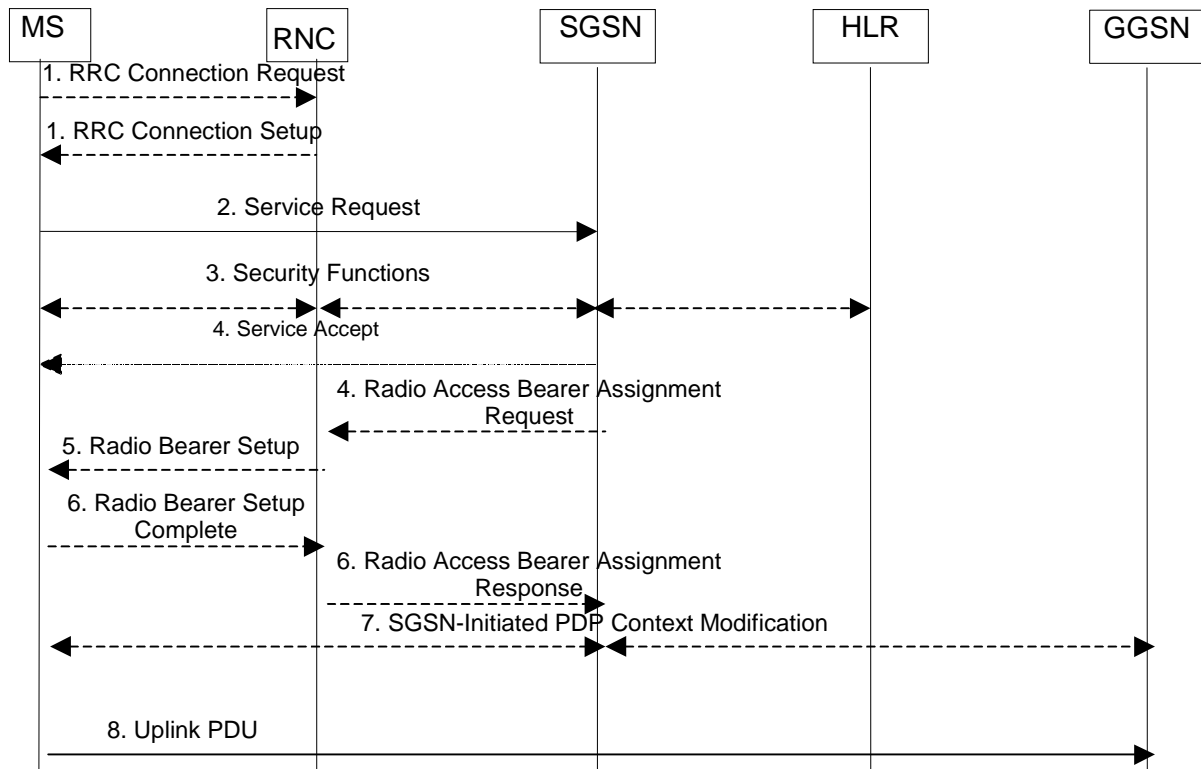 MS
RNC
SGSN
HLR
GGSN
1. RRC Connection Request
1. RRC Connection Setup
2. Service Request
3. Security Functions
4. Service Accept
4. Radio Access Bearer Assignment
Request
5. Radio Bearer Setup
6. Radio Bearer Setup
Complete
6. Radio Access Bearer Assignment
Response
7. SGSN-Initiated PDP Context Modification
8. Uplink PDU